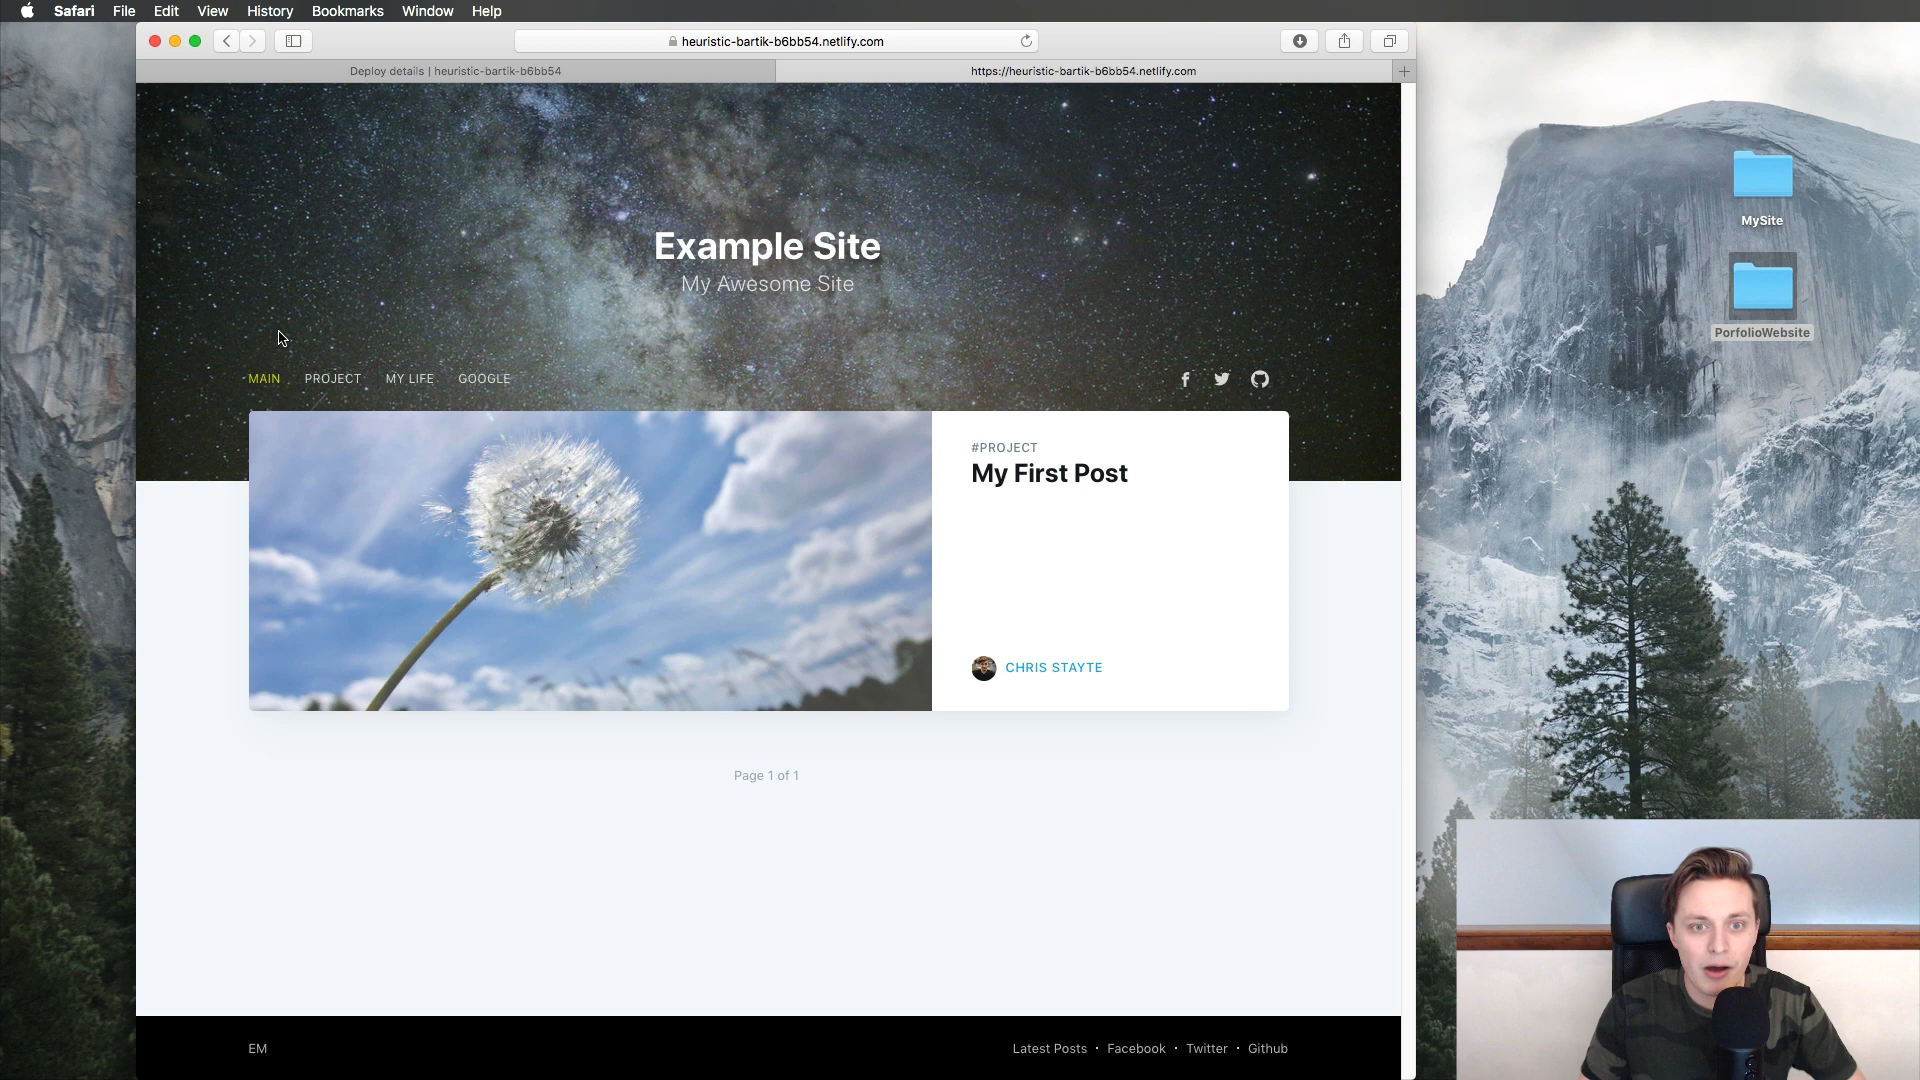 Safari File Edit View History Bookmarks Window Help
heuristic-bartik-b6bb54.netlify.com
Deploy details | heuristic-bartik-b6bb54
https://heuristic-bartik-b6bb54.netlify.com
Example Site
My Awesome Site
MAIN PROJECT MY LIFE GOOGLE
#PROJECT
My First Post
CHRIS STAYTE
Page 1 of 1
EM
Latest Posts · Facebook · Twitter · Github
MySite
PorfolioWebsite